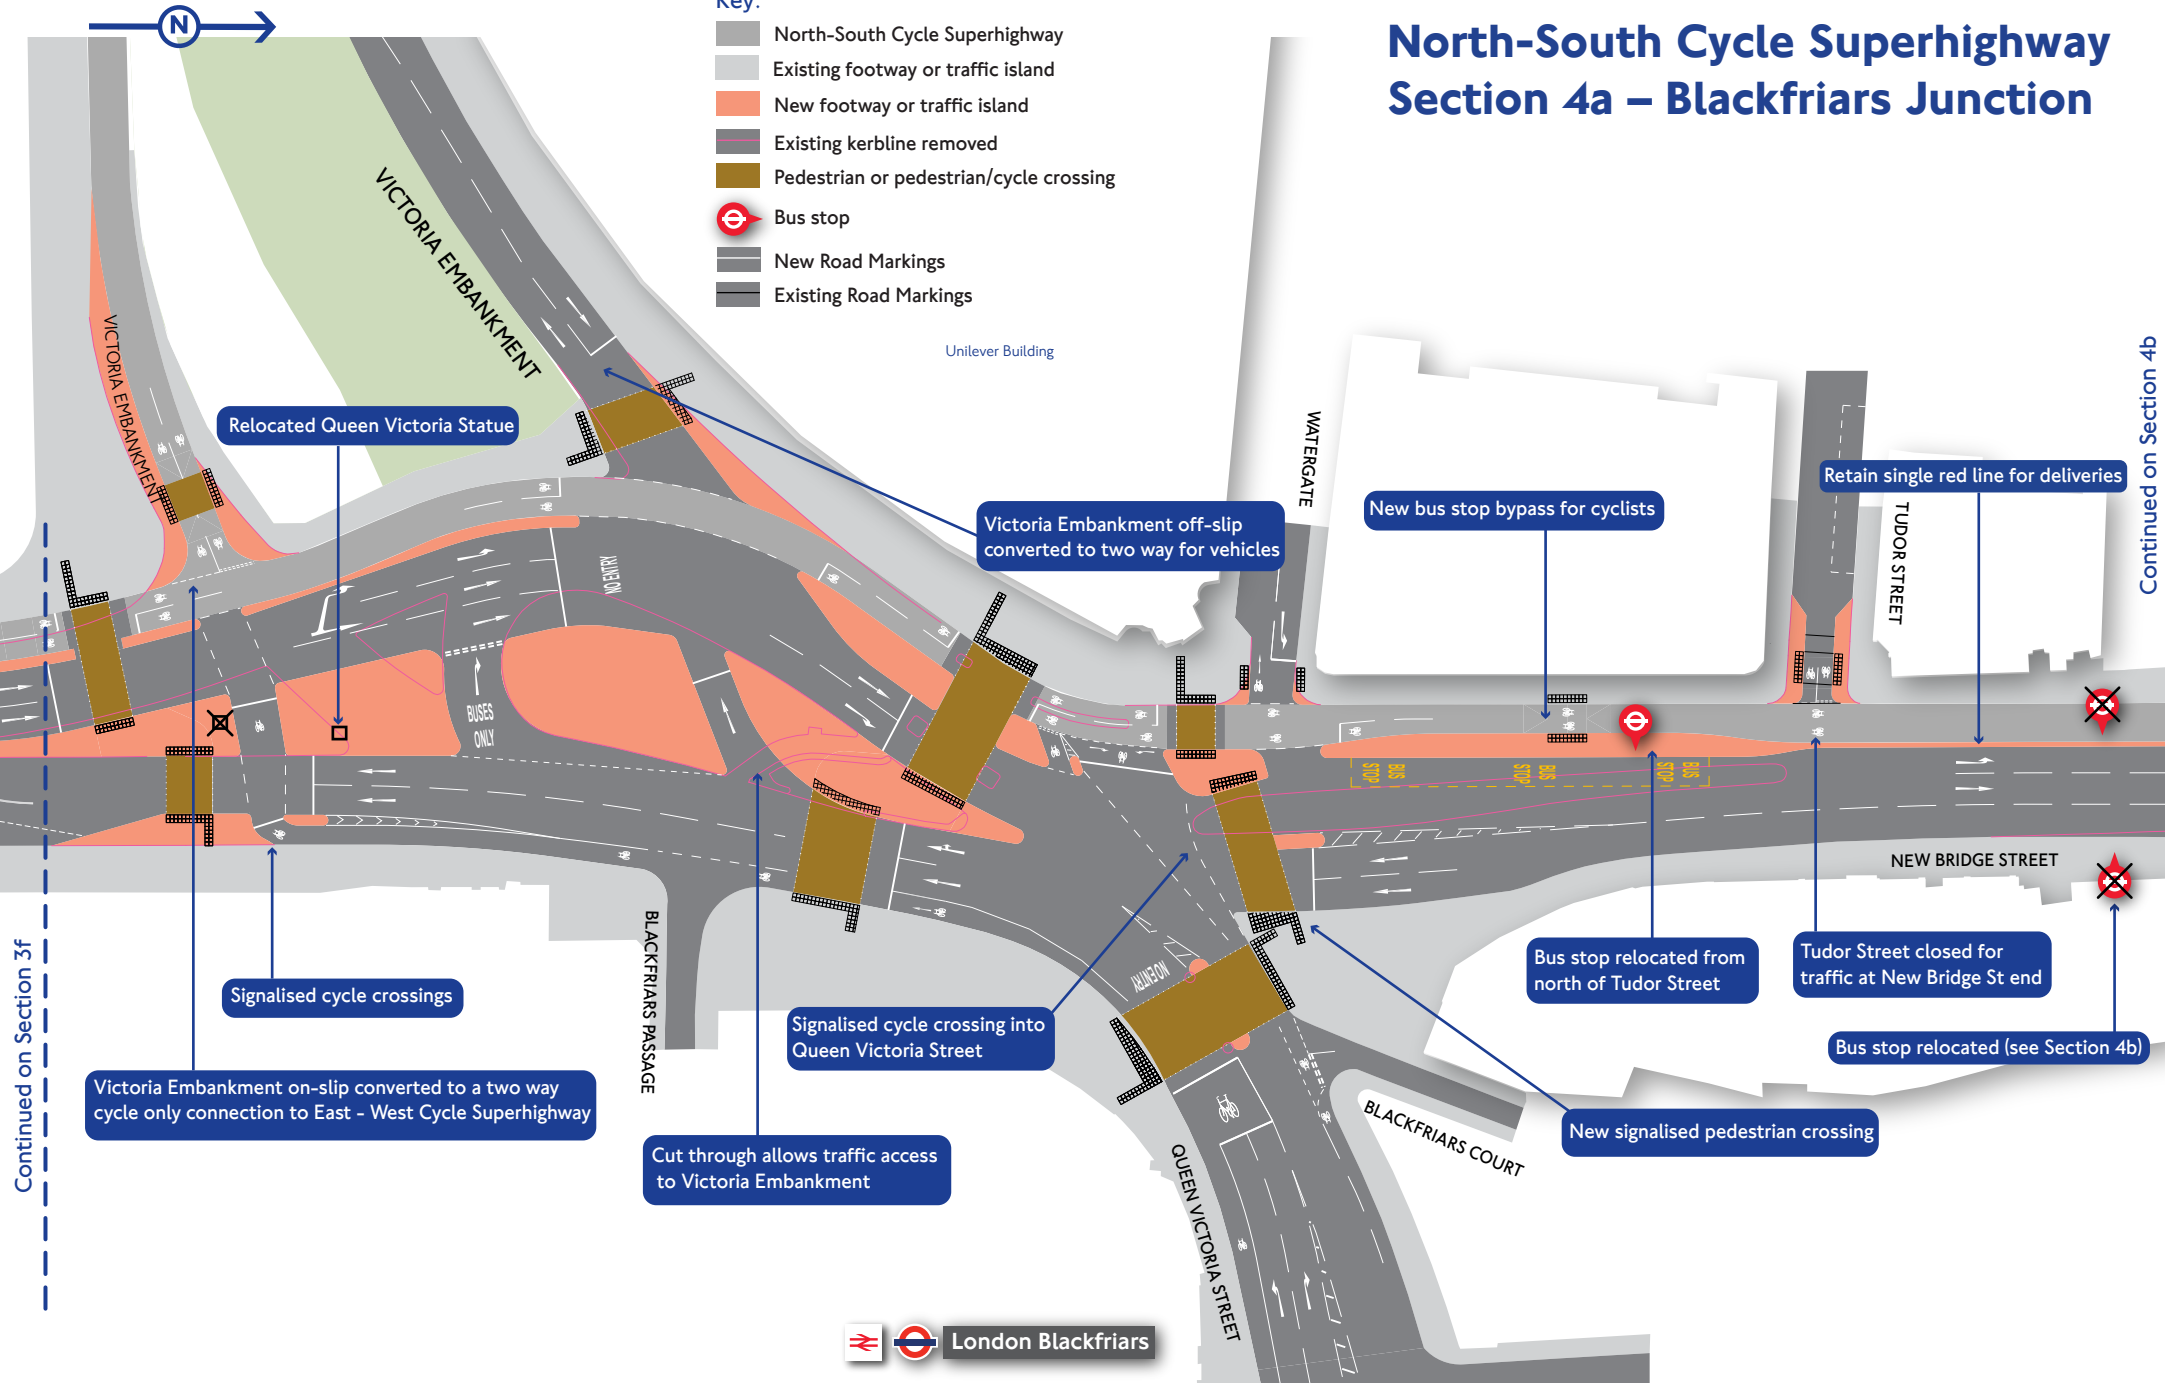 N
Key:
North-South Cycle Superhighway
Existing footway or traffic island
New footway or traffic island
Existing kerbline removed
Pedestrian or pedestrian/cycle crossing
Bus stop
New Road Markings
Existing Road Markings
North-South Cycle Superhighway
Section 4a – Blackfriars Junction
VICTORIA EMBANKMENT
VICTORIA EMBANKMENT
Unilever Building
Relocated Queen Victoria Statue
Victoria Embankment off-slip
converted to two way for vehicles
WATERGATE
New bus stop bypass for cyclists
Retain single red line for deliveries
TUDOR STREET
Continued on Section 4b
NO ENTRY
BUSES
ONLY
BUS
STOP
BUS
STOP
BUS
STOP
NEW BRIDGE STREET
Continued on Section 3f
Signalised cycle crossings
BLACKFRIARS PASSAGE
NO ENTRY
Signalised cycle crossing into
Queen Victoria Street
Bus stop relocated from
north of Tudor Street
Tudor Street closed for
traffic at New Bridge St end
Bus stop relocated (see Section 4b)
Victoria Embankment on-slip converted to a two way
cycle only connection to East - West Cycle Superhighway
Cut through allows traffic access
to Victoria Embankment
New signalised pedestrian crossing
BLACKFRIARS COURT
QUEEN VICTORIA STREET
London Blackfriars